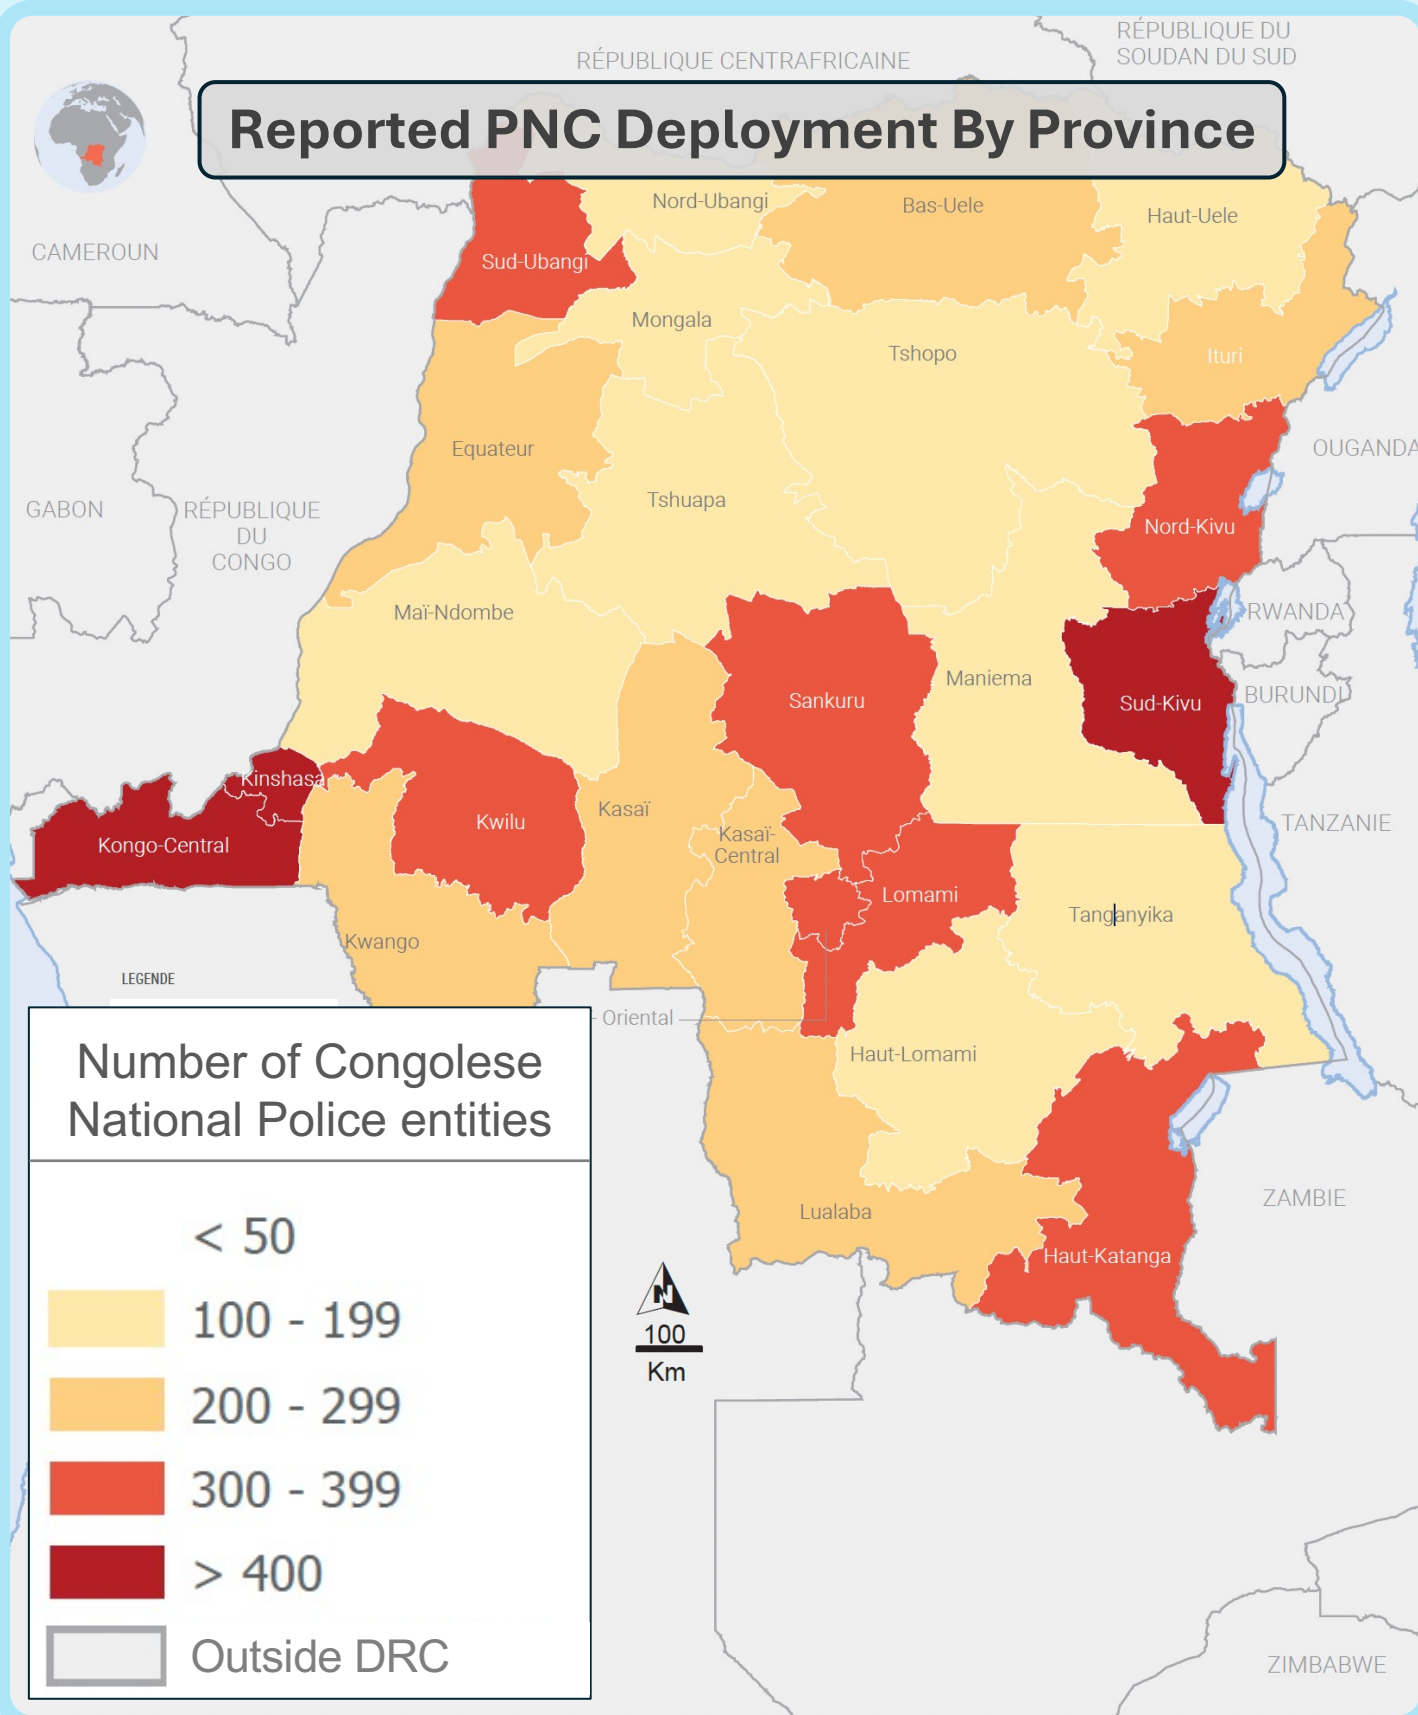 RÉPUBLIQUE DU
SOUDAN DU SUD
RÉPUBLIQUE CENTRAFRICAINE
Reported PNC Deployment By Province
Nord-Ubangi
Bas-Uele
Haut-Uele
CAMEROUN
Sud-Ubangi
Mongala
Tshopo
Ituri
Equateur
OUGANDA
Tshuapa
GABON
RÉPUBLIQUE
DU
CONGO
Nord-Kivu
Maï-Ndombe
RWANDA
Maniema
Sankuru
Sud-Kivu
BURUNDI
Kinshasa
Kasaï
Kwilu
TANZANIE
Kongo-Central
Kasaï-
Central
Lomami
Tanganyika
Kwango
LEGENDE
- Oriental
Haut-Lomami
Number of Congolese
National Police entities
< 50
100 - 199
200 - 299
300 - 399
> 400
Outside DRC
ZAMBIE
Lualaba
Haut-Katanga
N
100
Km
ZIMBABWE